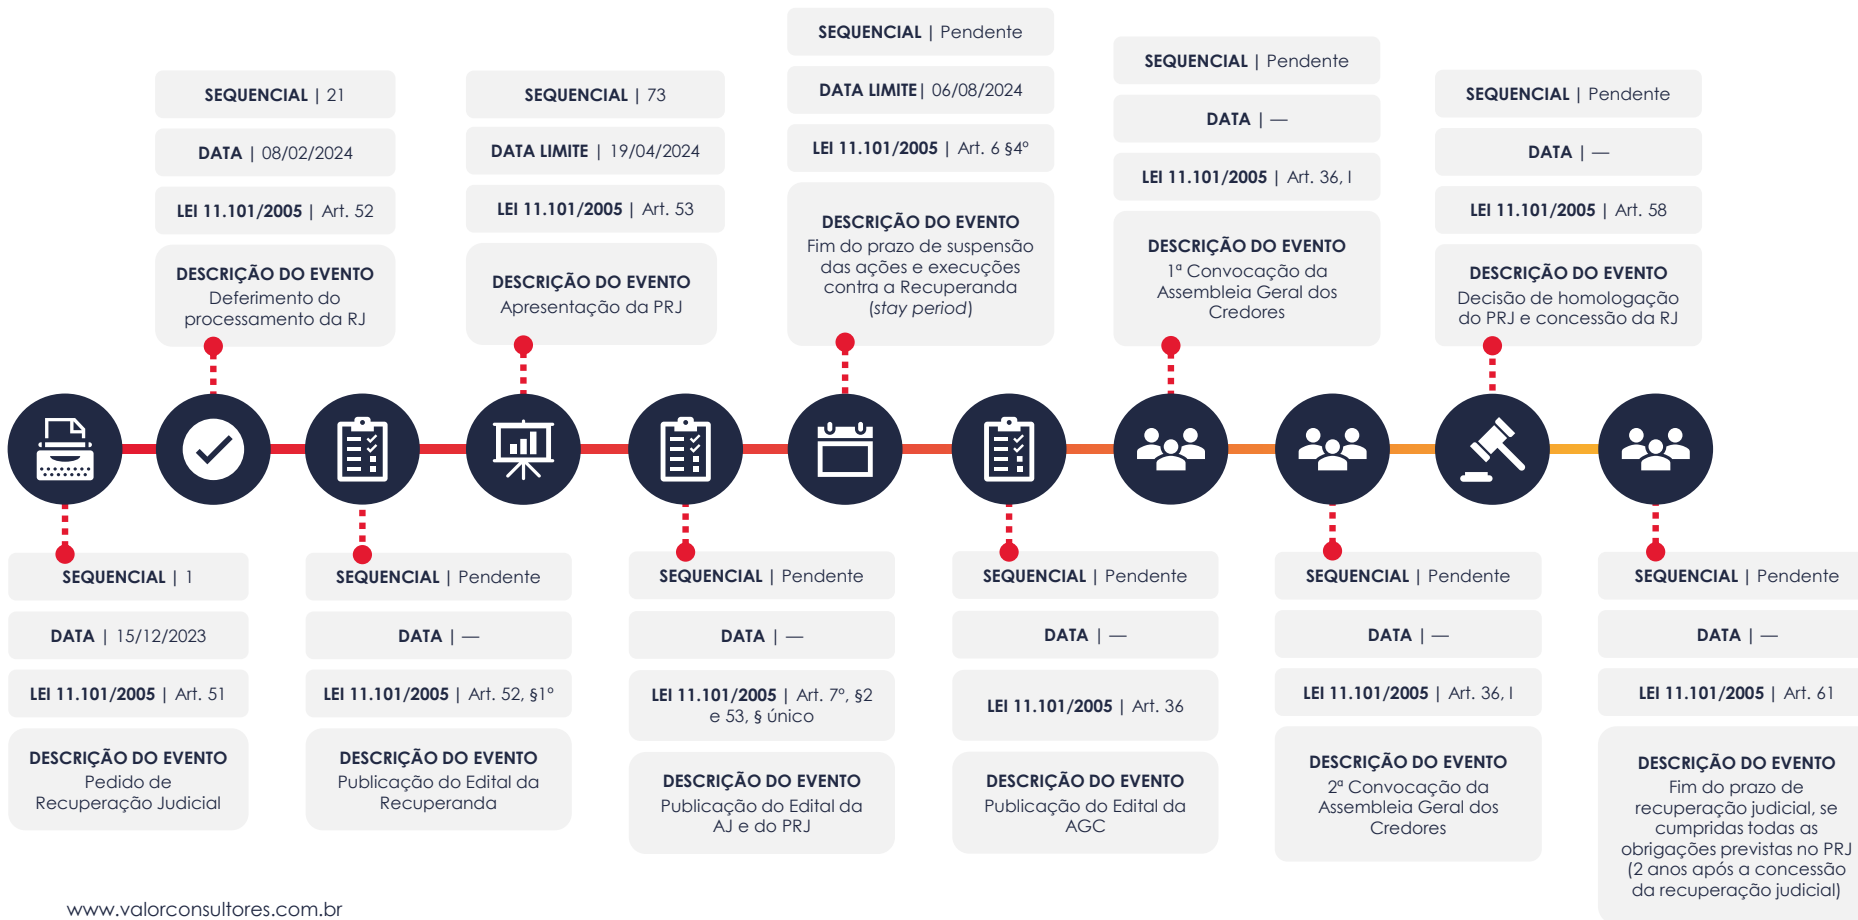 SEQUENCIAL | 21
DATA | 08/02/2024
LEI 11.101/2005 | Art. 52
DESCRIÇÃO DO EVENTO
Deferimento do
processamento da RJ
SEQUENCIAL | 73
DATA LIMITE | 19/04/2024
LEI 11.101/2005 | Art. 53
DESCRIÇÃO DO EVENTO
Apresentação da PRJ
SEQUENCIAL | Pendente
DATA LIMITE| 06/08/2024
LEI 11.101/2005 | Art. 6 §4º
DESCRIÇÃO DO EVENTO
Fim do prazo de suspensão
das ações e execuções
contra a Recuperanda
(stay period)
SEQUENCIAL | Pendente
DATA | —
LEI 11.101/2005 | Art. 36, I
DESCRIÇÃO DO EVENTO
1ª Convocação da
Assembleia Geral dos
Credores
SEQUENCIAL | Pendente
DATA | —
LEI 11.101/2005 | Art. 58
DESCRIÇÃO DO EVENTO
Decisão de homologação
do PRJ e concessão da RJ
SEQUENCIAL | 1
DATA | 15/12/2023
LEI 11.101/2005 | Art. 51
DESCRIÇÃO DO EVENTO
Pedido de
Recuperação Judicial
SEQUENCIAL | Pendente
DATA | —
LEI 11.101/2005 | Art. 52, §1º
DESCRIÇÃO DO EVENTO
Publicação do Edital da
Recuperanda
SEQUENCIAL | Pendente
DATA | —
LEI 11.101/2005 | Art. 7º, §2
e 53, § único
DESCRIÇÃO DO EVENTO
Publicação do Edital da
AJ e do PRJ
SEQUENCIAL | Pendente
DATA | —
LEI 11.101/2005 | Art. 36
DESCRIÇÃO DO EVENTO
Publicação do Edital da
AGC
SEQUENCIAL | Pendente
DATA | —
LEI 11.101/2005 | Art. 36, I
DESCRIÇÃO DO EVENTO
2ª Convocação da
Assembleia Geral dos
Credores
SEQUENCIAL | Pendente
DATA | —
LEI 11.101/2005 | Art. 61
DESCRIÇÃO DO EVENTO
Fim do prazo de
recuperação judicial, se
cumpridas todas as
obrigações previstas no PRJ
(2 anos após a concessão
da recuperação judicial)
www.valorconsultores.com.br